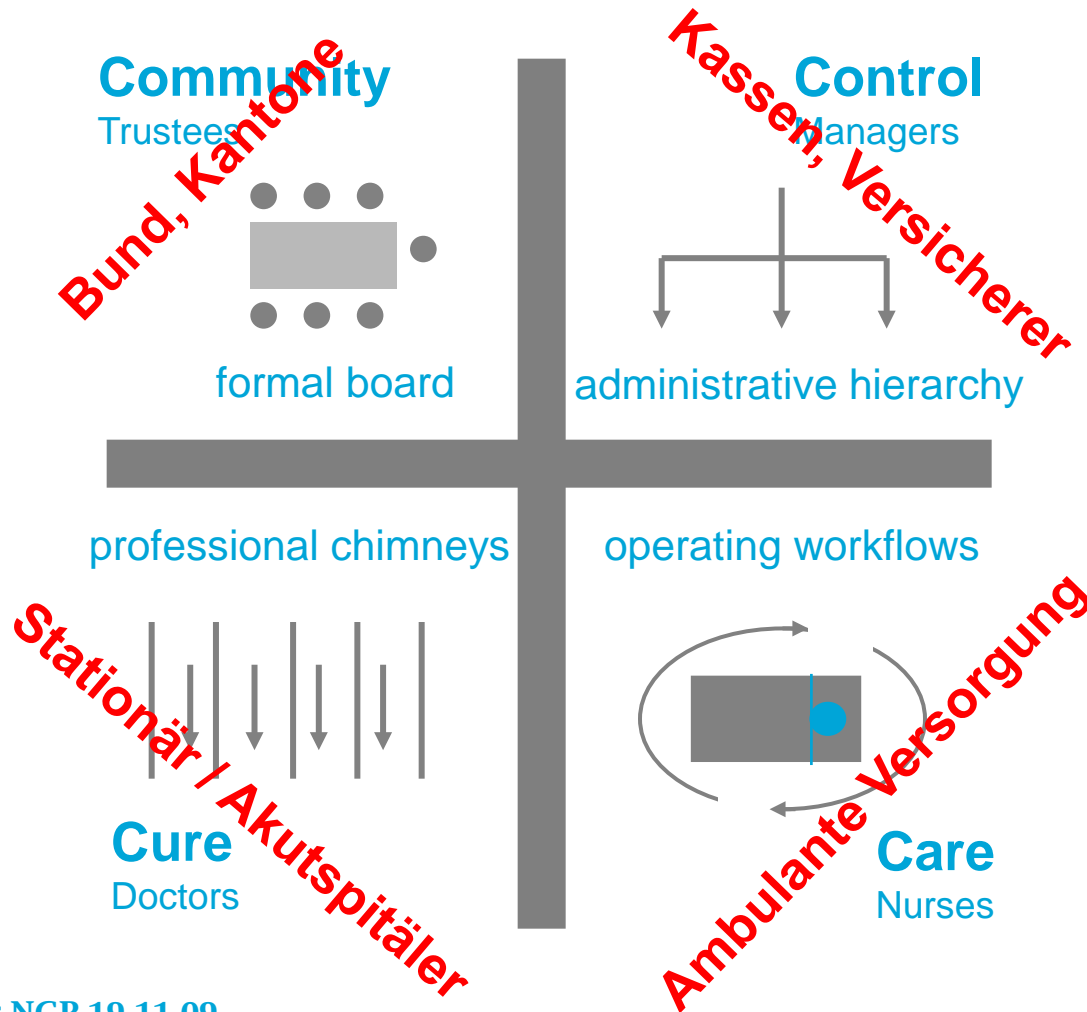 Community
Trustees
Bund, Kantone
formal board
Control
Managers
Kassen, Versicherer
administrative hierarchy
professional chimneys
Stationär / Akutspitäler
Cure
Doctors
operating workflows
Ambulante Versorgung
Care
Nurses